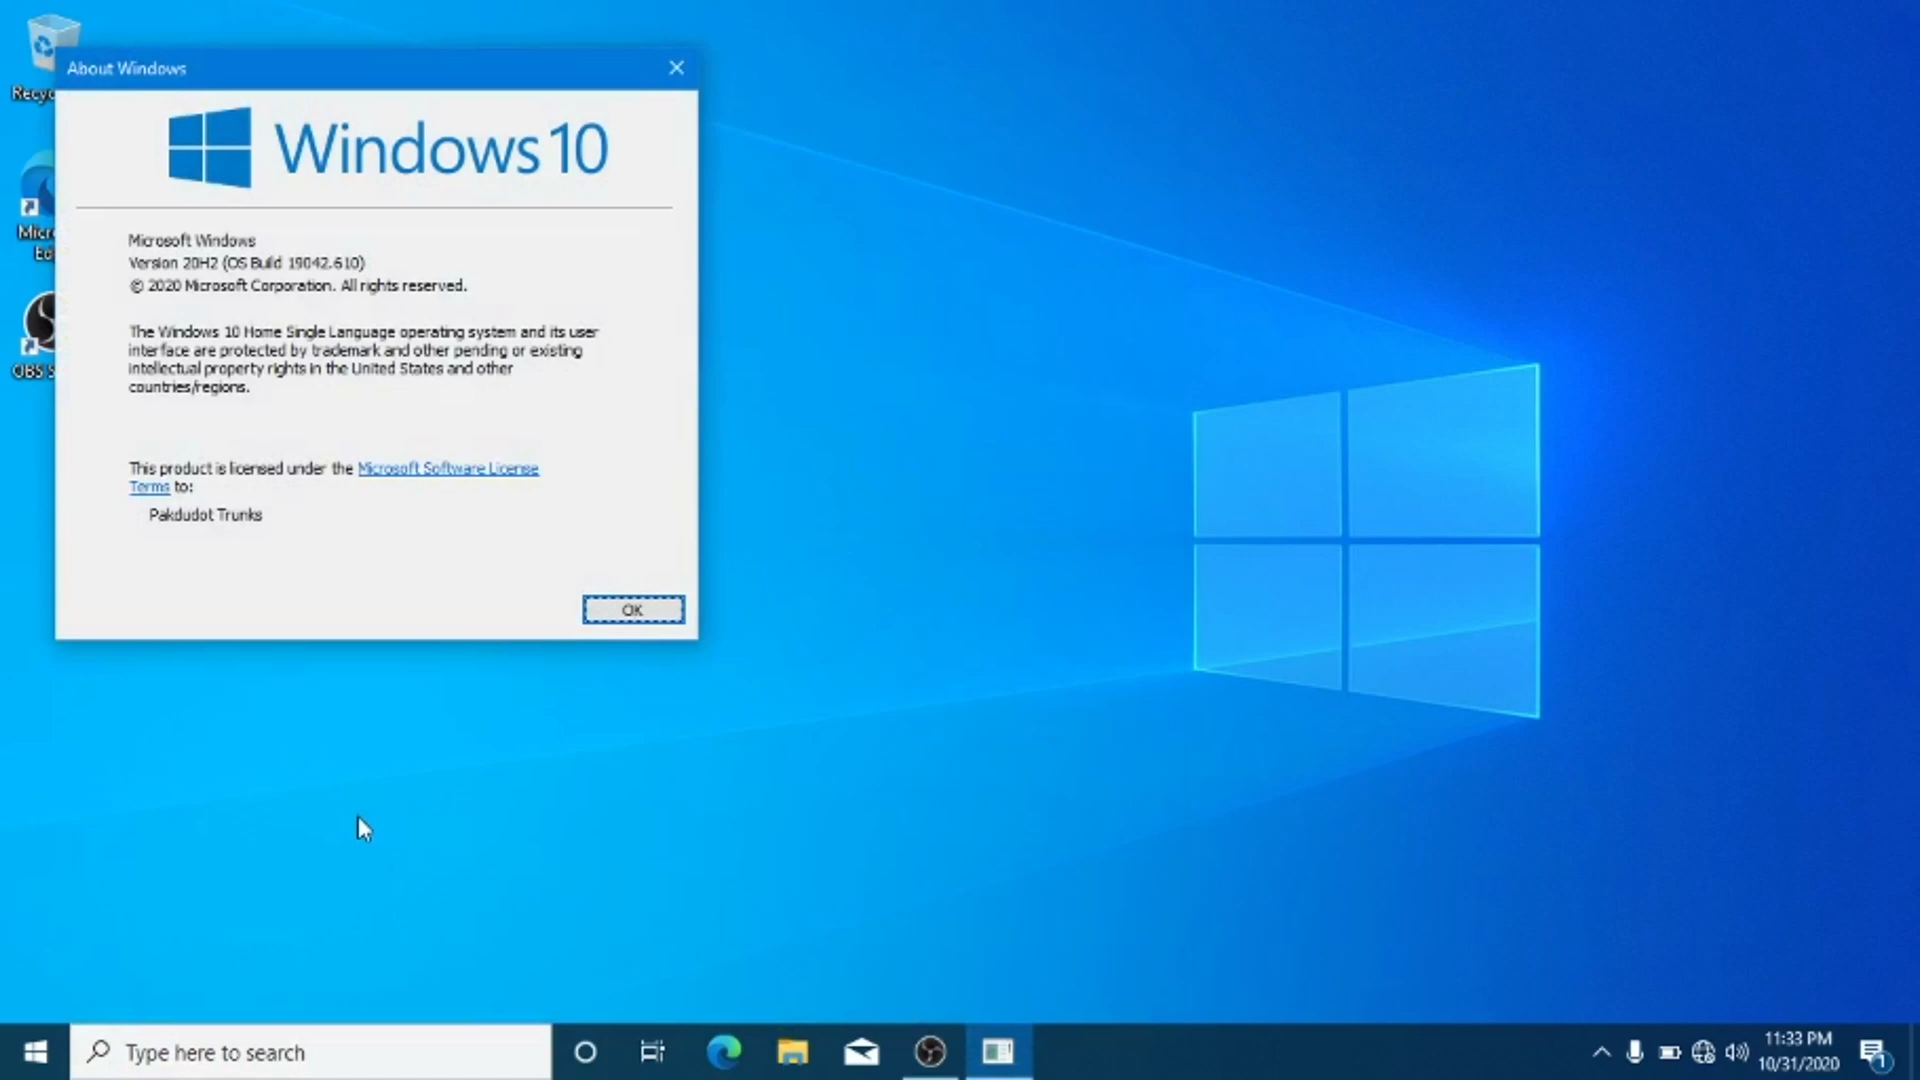 Recyc
About Windows
Windows 10
Micr
Ed
OBS S
Microsoft Windows
Version 20H2 (OS Build 19042.610)
© 2020 Microsoft Corporation. All rights reserved.
The Windows 10 Home Single Language operating system and its user
interface are protected by trademark and other pending or existing
intellectual property rights in the United States and other
countries/regions.
This product is licensed under the Microsoft Software License
Terms to:
Pakdudot Trunks
OK
Type here to search
11:33 PM
10/31/2020
1